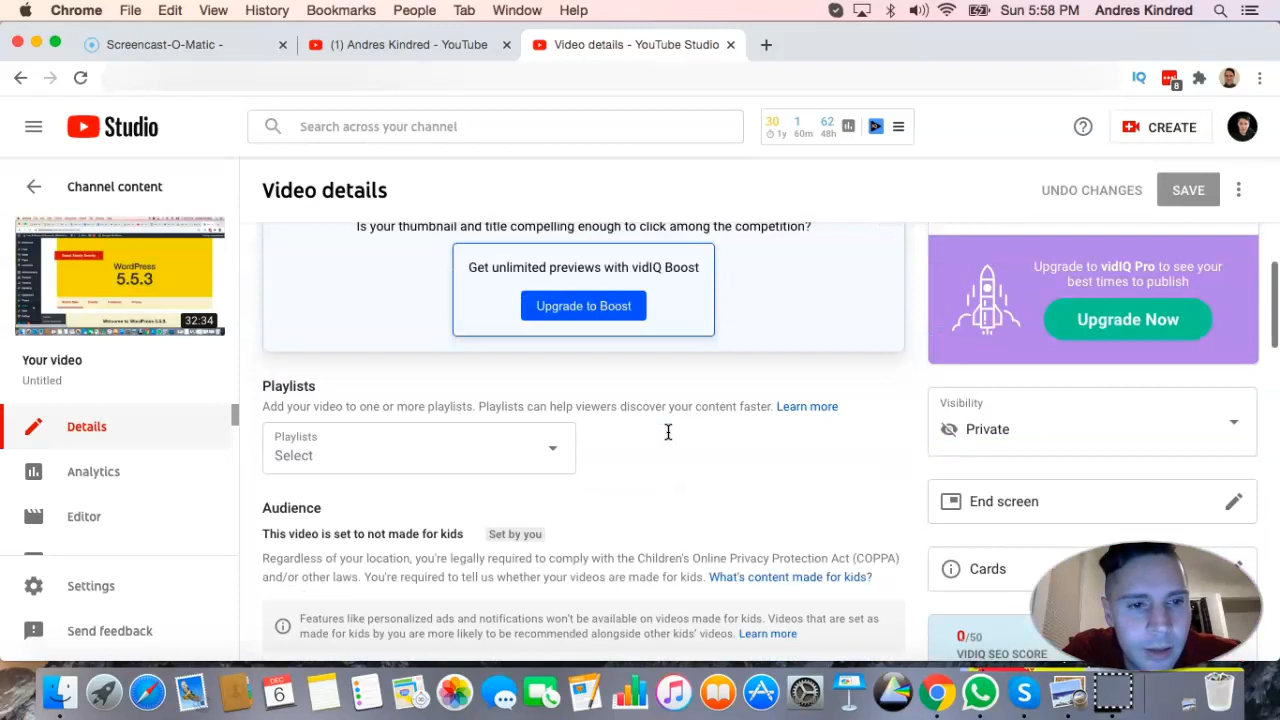 Chrome File Edit View History Bookmarks People Tab Window Help Sun 5:58 PM Andres Kindred
Screencast-O-Matic - (1) Andres Kindred - YouTube Video details - YouTube Studio
IQ 8
Studio Search across your channel 30 1 62 CREATE
1y 60m 48h
Channel content
Video details UNDO CHANGES SAVE
Is your thumbnail and title compelling enough to click among the competition?
Get unlimited previews with vidIQ Boost
Upgrade to Boost
Upgrade to vidIQ Pro to see your
best times to publish
Upgrade Now
WordPress
5.5.3
32:34
Your video
Untitled
Details
Analytics
Editor
Settings
Send feedback
Playlists
Add your video to one or more playlists. Playlists can help viewers discover your content faster. Learn more
Playlists
Select
Audience
This video is set to not made for kids Set by you
Regardless of your location, you're legally required to comply with the Children's Online Privacy Protection Act (COPPA)
and/or other laws. You're required to tell us whether your videos are made for kids. What's content made for kids?
Features like personalized ads and notifications won't be available on videos made for kids. Videos that are set as
made for kids by you are more likely to be recommended alongside other kids' videos. Learn more
Visibility
Private
End screen
Cards
0/50
VIDIQ SEO SCORE
DEC
6